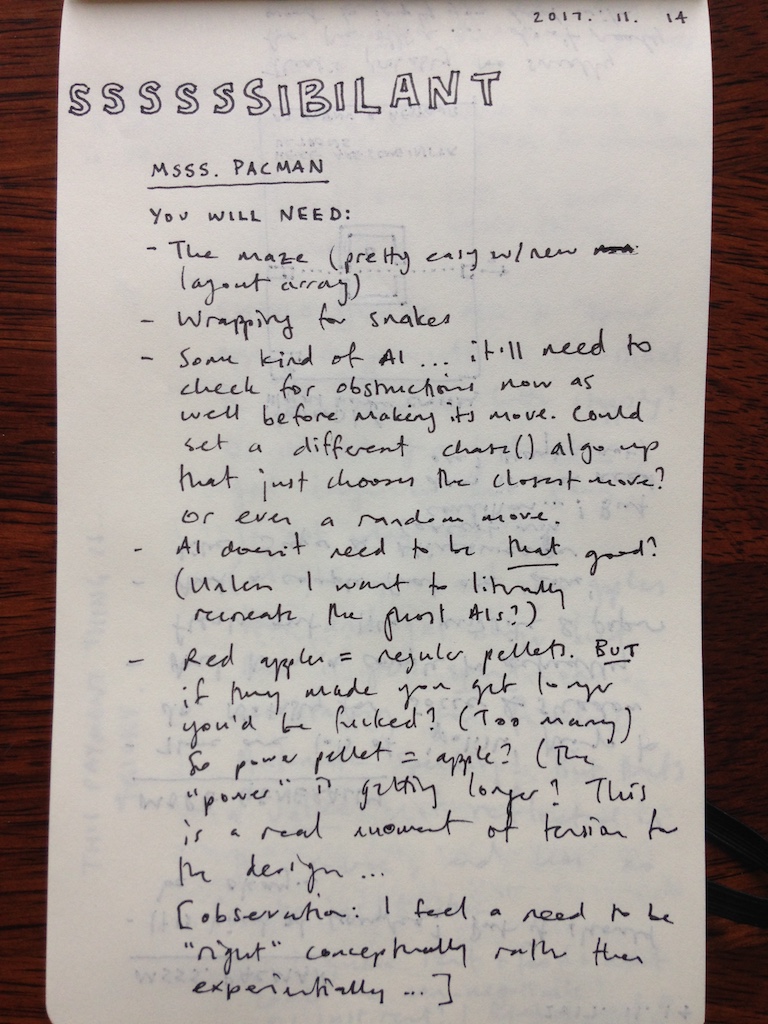 2017. 11. 14
SSSSSSIBILANT
MSSS. PACMAN
YOU WILL NEED:
- The maze (pretty easy w/ new
layout array)
- Wrapping for snakes
- Some kind of AI ... it'll need to
check for obstructions now as
well before making its move. Could
set a different chase() algo up
that just chooses the closest move?
Or even a random move.
- AI doesn't need to be that good?
(Unless I want to literally
recreate the ghost AIs?)
- Red apples = regular pellets. BUT
if they made you get longer
you'd be fucked? (Too many)
So power pellet = apple? (The
"power" is getting longer? This
is a real moment of tension for
the design ...
[observation: I feel a need to be
"right" conceptually rather than
experientially ... ]